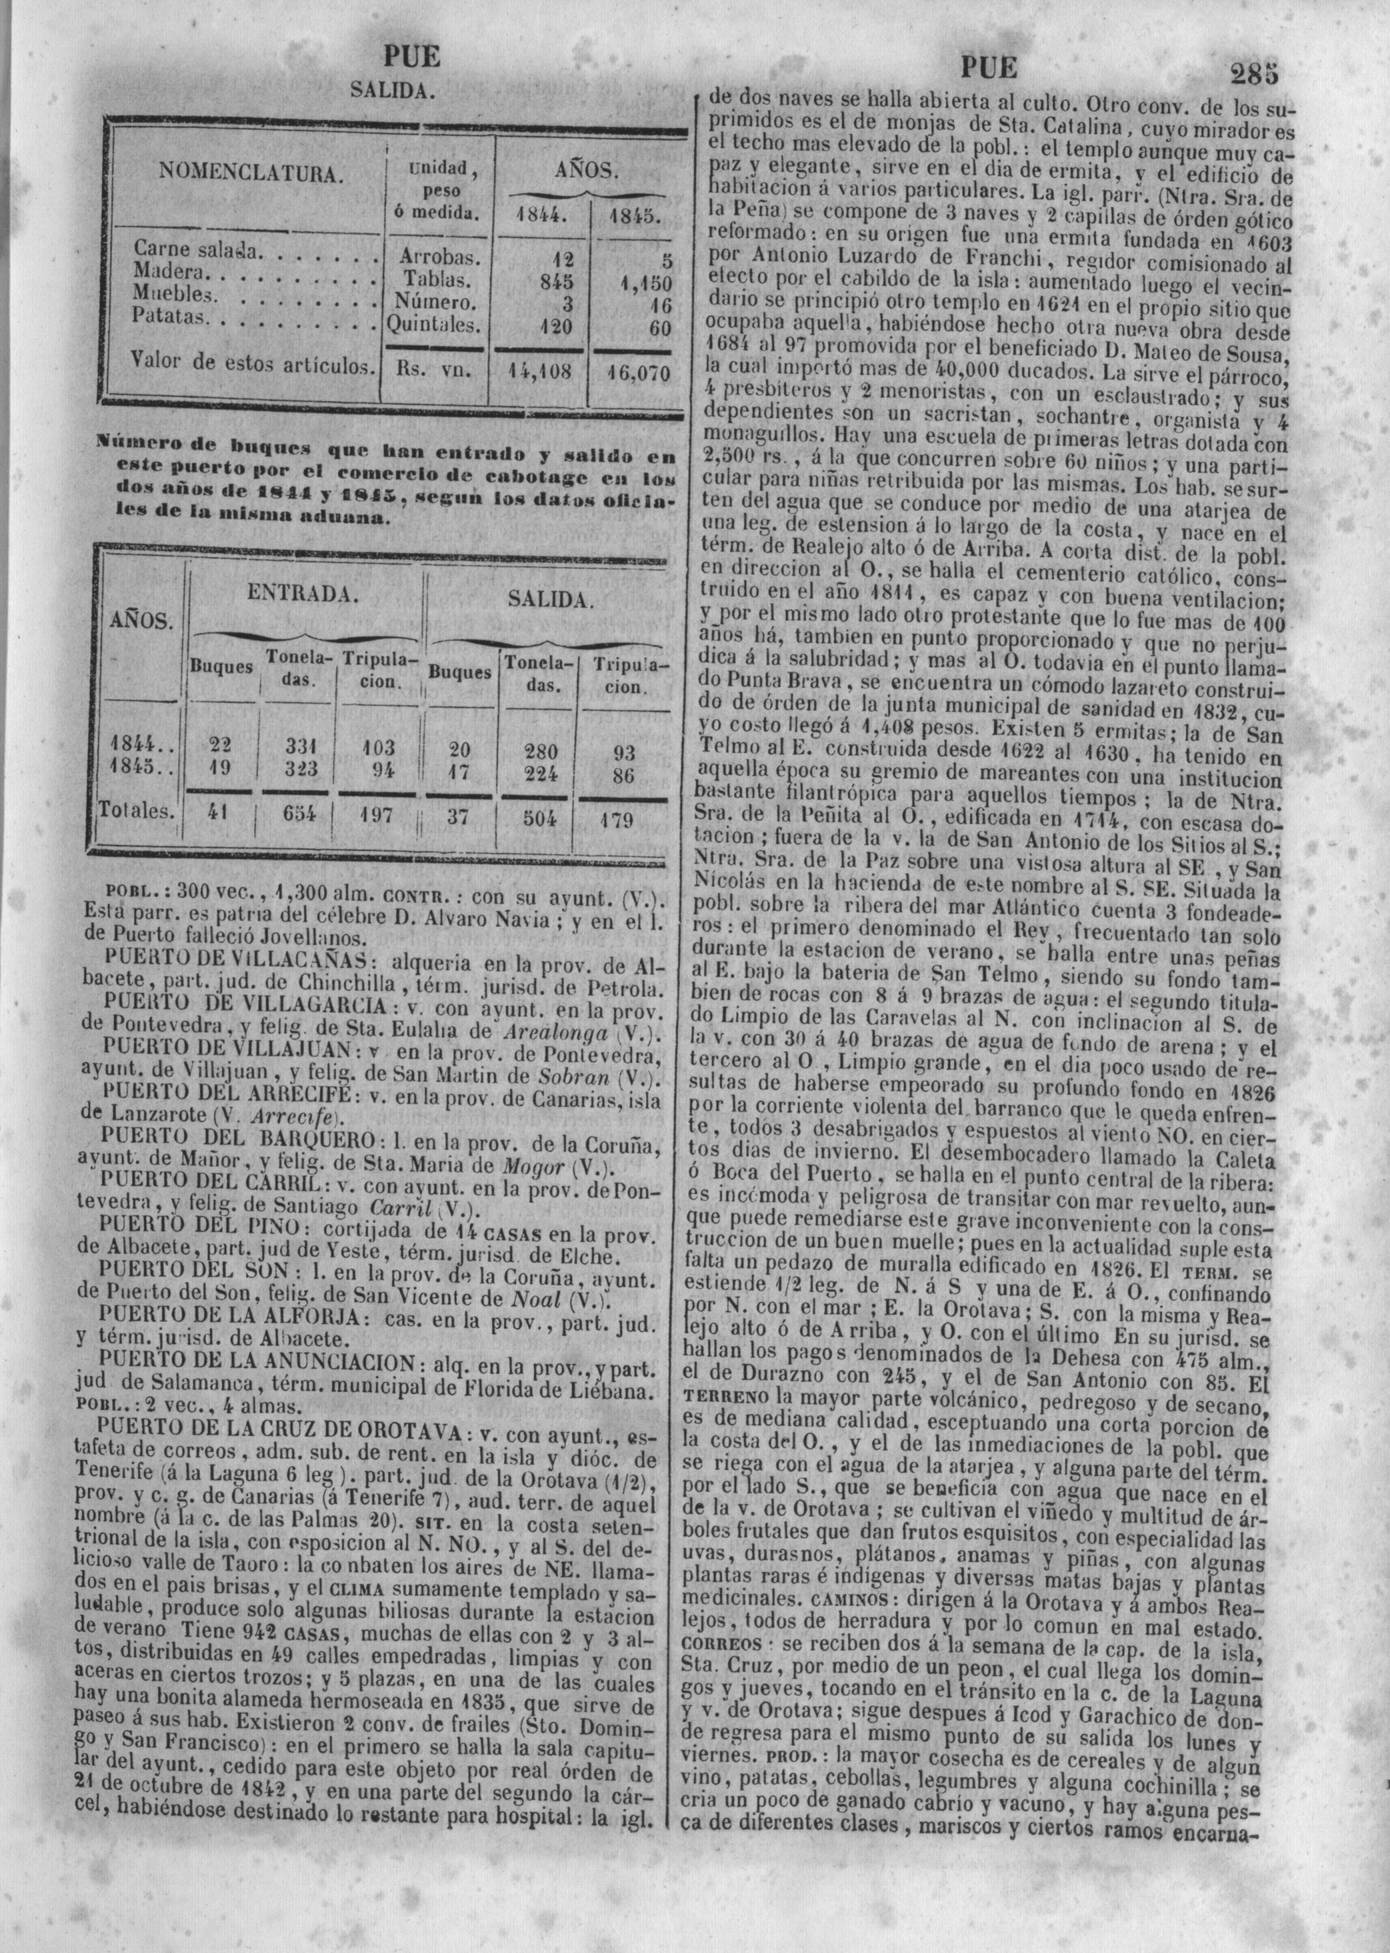 PUE
SALIDA.
NOMENCLATURA. Unidad, peso ó medida. AÑOS.
1844. 1845.
Carne salada. . . . . . . Arrobas. 12 5
Madera. . . . . . . . . . Tablas. 845 1,150
Muebles. . . . . . . . . Número. 3 16
Patatas. . . . . . . . . . Quintales. 120 60
Valor de estos artículos. Rs. vn. 14,108 16,070
Número de buques que han entrado y salido en
este puerto por el comercio de cabotage en los
dos años de 1844 y 1845, segun los datos oficia-
les de la misma aduana.
AÑOS. ENTRADA. SALIDA.
Buques Tonela-das. Tripula-cion. Buques Tonela-das. Tripula-cion.
1844.. 22 331 103 20 280 93
1845.. 19 323 94 17 224 86
Totales. 41 654 197 37 504 179
POBL.: 300 vec., 1,300 alm. CONTR.: con su ayunt. (V.).
Esta parr. es patria del célebre D. Alvaro Navia; y en el l.
de Puerto falleció Jovellanos.
PUERTO DE VILLACAÑAS: alqueria en la prov. de Al-
bacete, part. jud. de Chinchilla, térm. jurisd. de Petrola.
PUERTO DE VILLAGARCIA: v. con ayunt. en la prov.
de Pontevedra, y felig. de Sta. Eulalia de Arealonga (V.).
PUERTO DE VILLAJUAN: v en la prov. de Pontevedra,
ayunt. de Villajuan, y felig. de San Martin de Sobran (V.).
PUERTO DEL ARRECIFE: v. en la prov. de Canarias, isla
de Lanzarote (V. Arrecife).
PUERTO DEL BARQUERO: l. en la prov. de la Coruña,
ayunt. de Mañor, y felig. de Sta. Maria de Mogor (V.).
PUERTO DEL CARRIL: v. con ayunt. en la prov. de Pon-
tevedra, y felig. de Santiago Carril (V.).
PUERTO DEL PINO: cortijada de 14 CASAS en la prov.
de Albacete, part. jud de Yeste, térm. jurisd. de Elche.
PUERTO DEL SON: l. en la prov. de la Coruña, ayunt.
de Puerto del Son, felig. de San Vicente de Noal (V.).
PUERTO DE LA ALFORJA: cas. en la prov., part. jud.
y térm. jurisd. de Albacete.
PUERTO DE LA ANUNCIACION: alq. en la prov., y part.
jud de Salamanca, térm. municipal de Florida de Liébana.
POBL.: 2 vec., 4 almas.
PUERTO DE LA CRUZ DE OROTAVA: v. con ayunt., es-
tafeta de correos, adm. sub. de rent. en la isla y dióc. de
Tenerife (á la Laguna 6 leg). part. jud. de la Orotava (1/2),
prov. y c. g. de Canarias (á Tenerife 7), aud. terr. de aquel
nombre (á la c. de las Palmas 20). SIT. en la costa seten-
trional de la isla, con esposicion al N. NO., y al S. del de-
licioso valle de Taoro: la combaten los aires de NE. llama-
dos en el pais brisas, y el CLIMA sumamente templado y sa-
ludable, produce solo algunas biliosas durante la estacion
de verano Tiene 942 CASAS, muchas de ellas con 2 y 3 al-
tos, distribuidas en 49 calles empedradas, limpias y con
aceras en ciertos trozos; y 5 plazas, en una de las cuales
hay una bonita alameda hermoseada en 1835, que sirve de
paseo á sus hab. Existieron 2 conv. de frailes (Sto. Domin-
go y San Francisco): en el primero se halla la sala capitu-
lar del ayunt., cedido para este objeto por real órden de
21 de octubre de 1842, y en una parte del segundo la cár-
cel, habiéndose destinado lo restante para hospital: la igl.
PUE 285
de dos naves se halla abierta al culto. Otro conv. de los su-
primidos es el de monjas de Sta. Catalina, cuyo mirador es
el techo mas elevado de la pobl.: el templo aunque muy ca-
paz y elegante, sirve en el dia de ermita, y el edificio de
habitacion á varios particulares. La igl. parr. (Ntra. Sra. de
la Peña) se compone de 3 naves y 2 capillas de órden gótico
reformado: en su origen fue una ermita fundada en 1603
por Antonio Luzardo de Franchi, regidor comisionado al
efecto por el cabildo de la isla: aumentado luego el vecin-
dario se principió otro templo en 1621 en el propio sitio que
ocupaba aquella, habiéndose hecho otra nueva obra desde
1684 al 97 promovida por el beneficiado D. Mateo de Sousa,
la cual importó mas de 40,000 ducados. La sirve el párroco,
4 presbíteros y 2 menoristas, con un esclaustrado; y sus
dependientes son un sacristan, sochantre, organista y 4
monaguillos. Hay una escuela de primeras letras dotada con
2,500 rs., á la que concurren sobre 60 niños; y una parti-
cular para niñas retribuida por las mismas. Los hab. se sur-
ten del agua que se conduce por medio de una atarjea de
una leg. de estension á lo largo de la costa, y nace en el
térm. de Realejo alto ó de Arriba. A corta dist. de la pobl.
en direccion al O., se halla el cementerio católico, cons-
truido en el año 1811, es capaz y con buena ventilacion;
y por el mismo lado otro protestante que lo fue mas de 100
años há, tambien en punto proporcionado y que no perju-
dica á la salubridad; y mas al O. todavia en el punto llama-
do Punta Brava, se encuentra un cómodo lazareto construi-
do de órden de la junta municipal de sanidad en 1832, cu-
yo costo llegó á 1,408 pesos. Existen 5 ermitas; la de San
Telmo al E. construida desde 1622 al 1630, ha tenido en
aquella época su gremio de mareantes con una institucion
bastante filantrópica para aquellos tiempos; la de Ntra.
Sra. de la Peñita al O., edificada en 1714, con escasa do-
tacion; fuera de la v. la de San Antonio de los Sitios al S.;
Ntra. Sra. de la Paz sobre una vistosa altura al SE, y San
Nicolás en la hacienda de este nombre al S. SE. Situada la
pobl. sobre la ribera del mar Atlántico cuenta 3 fondeade-
ros: el primero denominado el Rey, frecuentado tan solo
durante la estacion de verano, se halla entre unas peñas
al E. bajo la bateria de San Telmo, siendo su fondo tam-
bien de rocas con 8 á 9 brazas de agua: el segundo titula-
do Limpio de las Caravelas al N. con inclinacion al S. de
la v. con 30 á 40 brazas de agua de fondo de arena; y el
tercero al O, Limpio grande, en el dia poco usado de re-
sultas de haberse empeorado su profundo fondo en 1826
por la corriente violenta del barranco que le queda enfren-
te, todos 3 desabrigados y espuestos al viento NO. en cier-
tos dias de invierno. El desembocadero llamado la Caleta
ó Boca del Puerto, se halla en el punto central de la ribera:
es incómoda y peligrosa de transitar con mar revuelto, aun-
que puede remediarse este grave inconveniente con la cons-
truccion de un buen muelle; pues en la actualidad suple esta
falta un pedazo de muralla edificado en 1826. El TERM. se
estiende 1/2 leg. de N. á S y una de E. á O., confinando
por N. con el mar; E. la Orotava; S. con la misma y Rea-
lejo alto ó de Arriba, y O. con el último En su jurisd. se
hallan los pagos denominados de la Dehesa con 475 alm.,
el de Durazno con 245, y el de San Antonio con 85. El
TERRENO la mayor parte volcánico, pedregoso y de secano,
es de mediana calidad, esceptuando una corta porcion de
la costa del O., y el de las inmediaciones de la pobl. que
se riega con el agua de la atarjea, y alguna parte del térm.
por el lado S., que se beneficia con agua que nace en el
de la v. de Orotava; se cultivan el viñedo y multitud de ár-
boles frutales que dan frutos esquisitos, con especialidad las
uvas, durasnos, plátanos, anamas y piñas, con algunas
plantas raras é indígenas y diversas matas bajas y plantas
medicinales. CAMINOS: dirigen á la Orotava y á ambos Rea-
lejos, todos de herradura y por lo comun en mal estado.
CORREOS: se reciben dos á la semana de la cap. de la isla,
Sta. Cruz, por medio de un peon, el cual llega los domin-
gos y jueves, tocando en el tránsito en la c. de la Laguna
y v. de Orotava; sigue despues á Icod y Garachico de don-
de regresa para el mismo punto de su salida los lunes y
viernes. PROD.: la mayor cosecha es de cereales y de algun
vino, patatas, cebollas, legumbres y alguna cochinilla; se
cria un poco de ganado cabrío y vacuno, y hay alguna pes-
ca de diferentes clases, mariscos y ciertos ramos encarna-